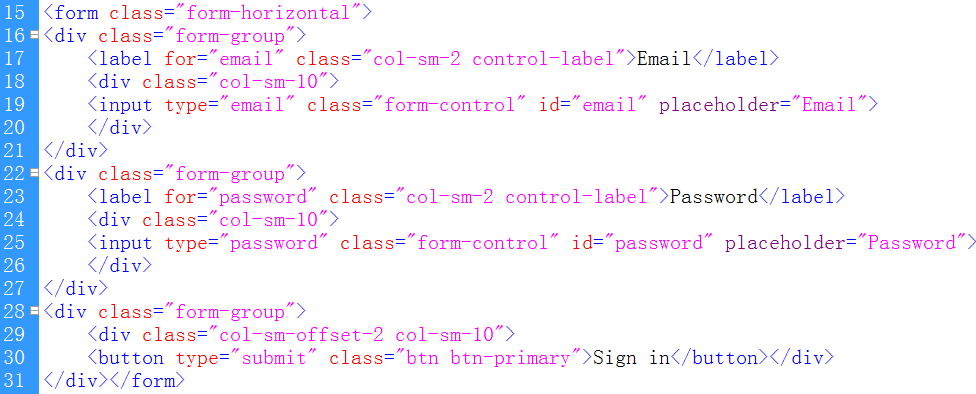 15 <form class="form-horizontal">
16 <div class="form-group">
17     <label for="email" class="col-sm-2 control-label">Email</label>
18     <div class="col-sm-10">
19     <input type="email" class="form-control" id="email" placeholder="Email">
20     </div>
21 </div>
22 <div class="form-group">
23     <label for="password" class="col-sm-2 control-label">Password</label>
24     <div class="col-sm-10">
25     <input type="password" class="form-control" id="password" placeholder="Password">
26     </div>
27 </div>
28 <div class="form-group">
29     <div class="col-sm-offset-2 col-sm-10">
30     <button type="submit" class="btn btn-primary">Sign in</button></div>
31 </div></form>